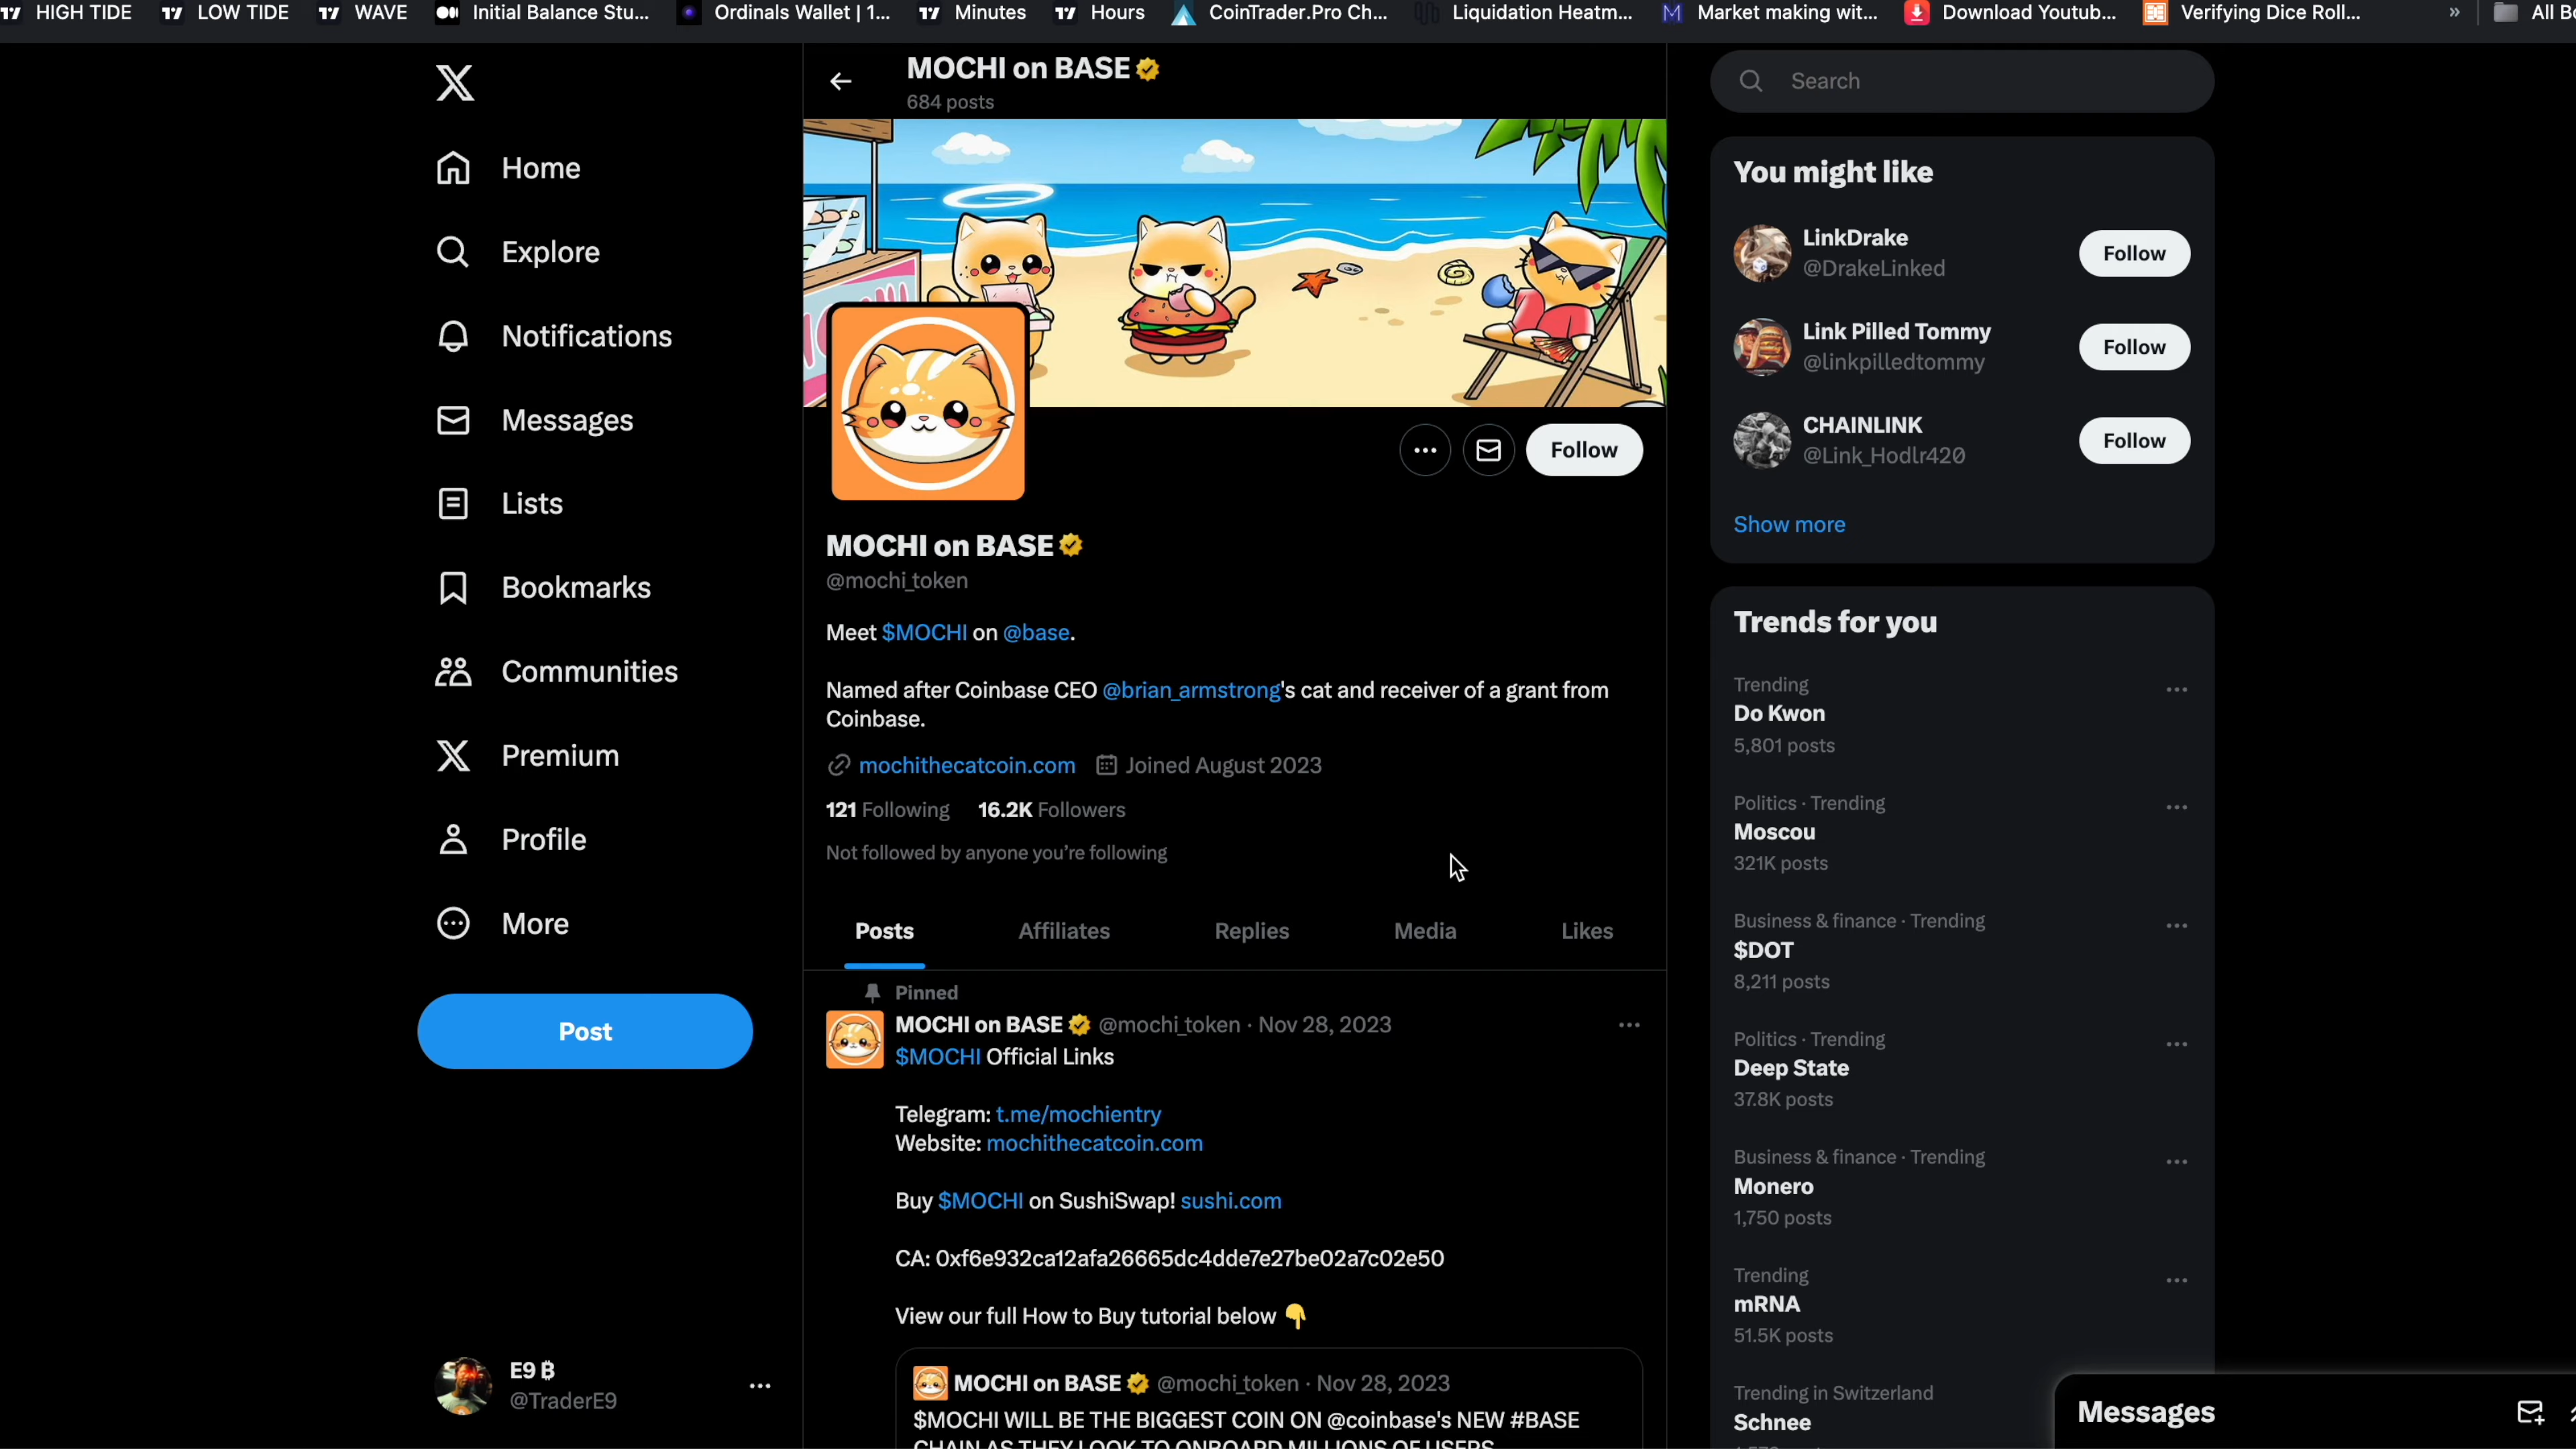 HIGH TIDE
LOW TIDE
WAVE
Initial Balance Stu...
Ordinals Wallet | 1...
Minutes
Hours
CoinTrader.Pro Ch...
Liquidation Heatm...
Market making wit...
Download Youtub...
Verifying Dice Roll...
»
Home
Explore
Notifications
Messages
Lists
Bookmarks
Communities
Premium
Profile
More
Post
E9 ₿
@TraderE9
MOCHI on BASE
684 posts
Follow
MOCHI on BASE
@mochi_token
Meet $MOCHI on @base.
Named after Coinbase CEO @brian_armstrong's cat and receiver of a grant from
Coinbase.
mochithecatcoin.com Joined August 2023
121 Following 16.2K Followers
Not followed by anyone you're following
Posts Affiliates Replies Media Likes
Pinned
MOCHI on BASE @mochi_token · Nov 28, 2023
$MOCHI Official Links
Telegram: t.me/mochientry
Website: mochithecatcoin.com
Buy $MOCHI on SushiSwap! sushi.com
CA: 0xf6e932ca12afa26665dc4dde7e27be02a7c02e50
View our full How to Buy tutorial below 👇
MOCHI on BASE @mochi_token · Nov 28, 2023
$MOCHI WILL BE THE BIGGEST COIN ON @coinbase's NEW #BASE
CHAIN AS THEY LOOK TO ONBOARD MILLIONS OF USERS
Search
You might like
LinkDrake
@DrakeLinked
Follow
Link Pilled Tommy
@linkpilledtommy
Follow
CHAINLINK
@Link_Hodlr420
Follow
Show more
Trends for you
Trending
Do Kwon
5,801 posts
Politics · Trending
Moscou
321K posts
Business & finance · Trending
$DOT
8,211 posts
Politics · Trending
Deep State
37.8K posts
Business & finance · Trending
Monero
1,750 posts
Trending
mRNA
51.5K posts
Trending in Switzerland
Schnee
Messages